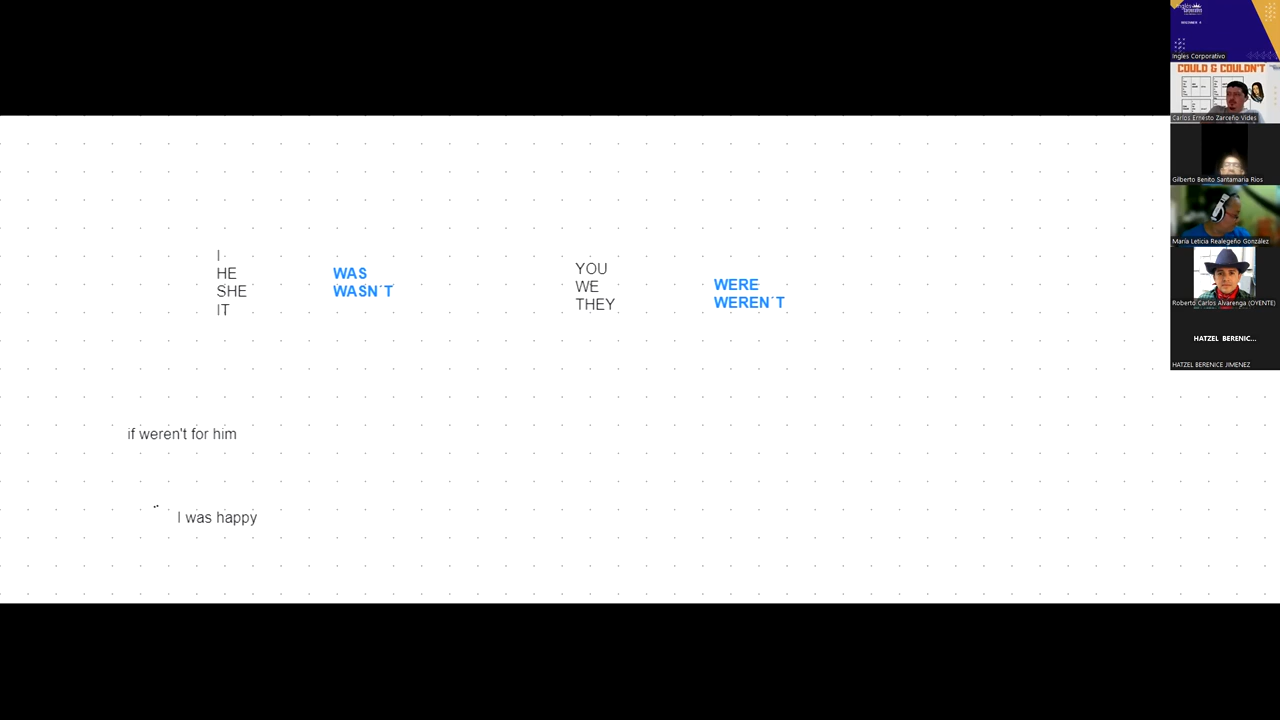 I
HE
SHE
IT
WAS
WASN´T
YOU
WE
THEY
WERE
WEREN´T
if weren't for him
I was happy
Inglés
Corporativo
Ingles Corporativo
COULD & COULDN'T
Carlos Ernesto Zarceño Vides
Gilberto Benito Santamaria Rios
María Leticia Realegeño González
Roberto Carlos Alvarenga (OYENTE)
HATZEL BERENIC...
HATZEL BERENICE JIMENEZ